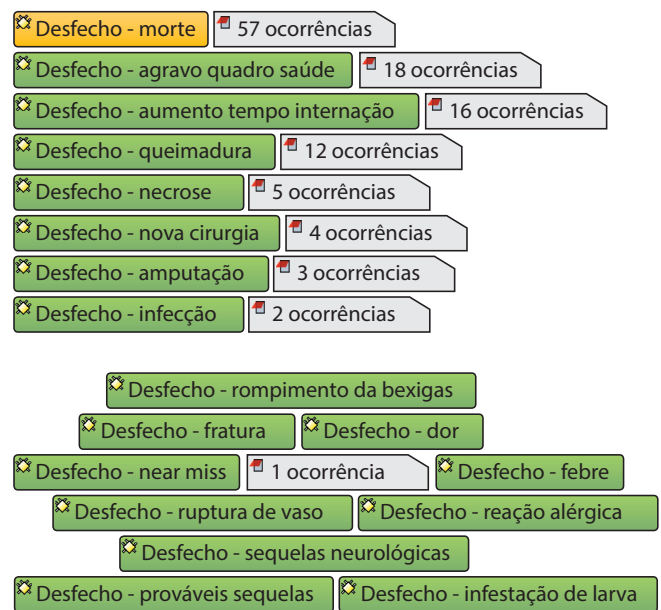 Desfecho - morte 57 ocorrências
Desfecho - agravo quadro saúde 18 ocorrências
Desfecho - aumento tempo internação 16 ocorrências
Desfecho - queimadura 12 ocorrências
Desfecho - necrose 5 ocorrências
Desfecho - nova cirurgia 4 ocorrências
Desfecho - amputação 3 ocorrências
Desfecho - infecção 2 ocorrências
Desfecho - rompimento da bexigas
Desfecho - fratura Desfecho - dor
Desfecho - near miss 1 ocorrência Desfecho - febre
Desfecho - ruptura de vaso Desfecho - reação alérgica
Desfecho - sequelas neurológicas
Desfecho - prováveis sequelas Desfecho - infestação de larva